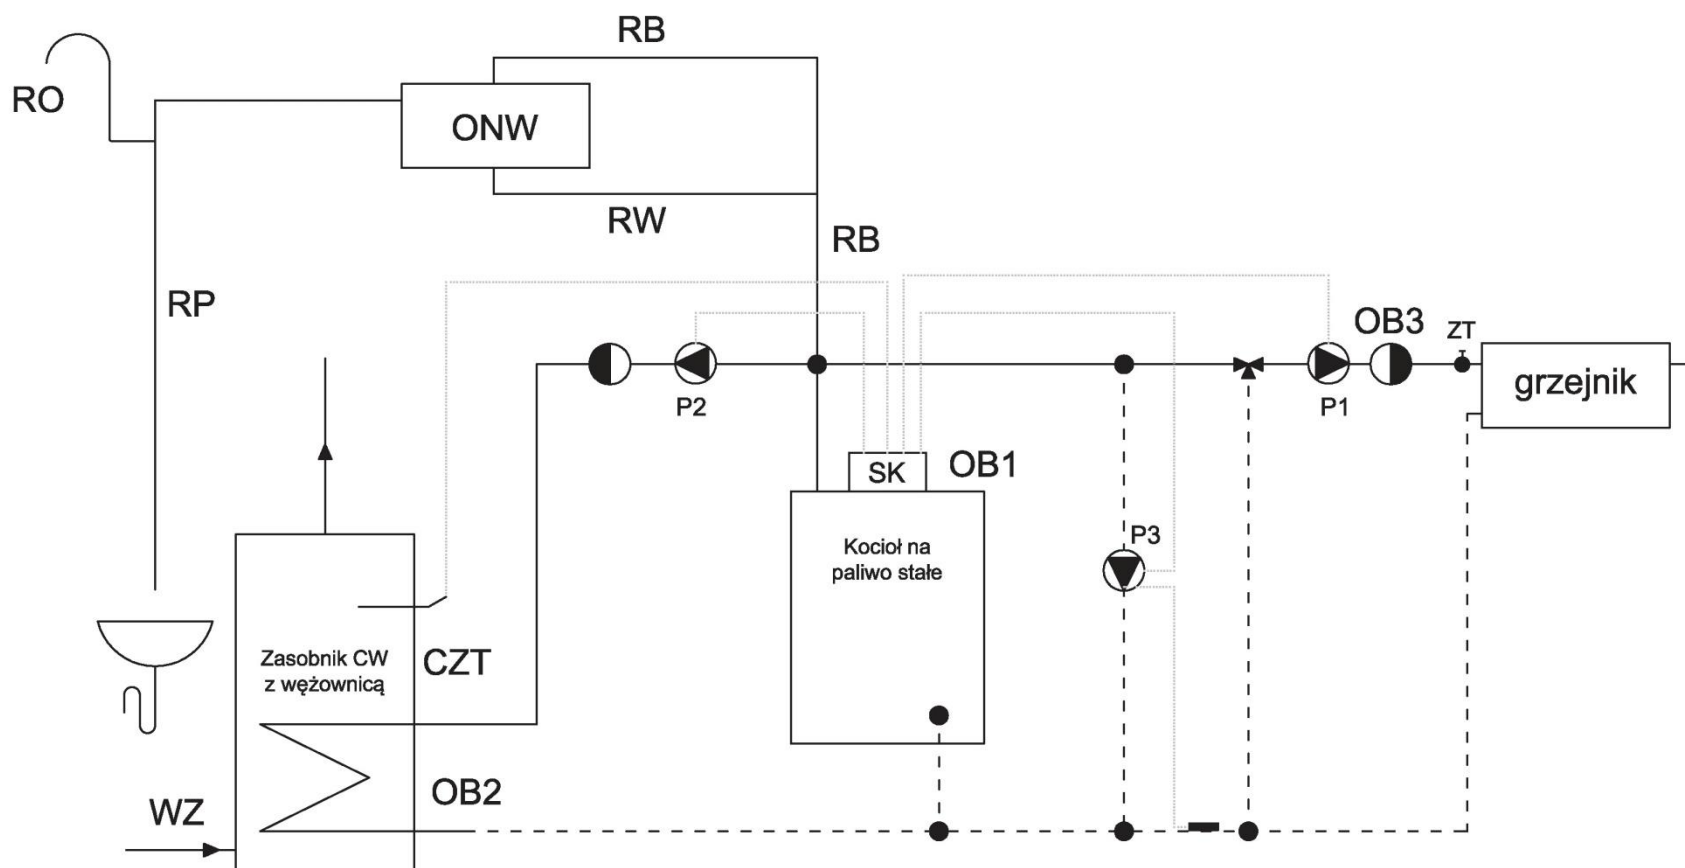 RB
RO
ONW
RW
RB
RP
OB3
ZT
P2
P1
grzejnik
SK
OB1
P3
Kocioł na
paliwo stałe
Zasobnik CW
z wężownicą
CZT
OB2
WZ